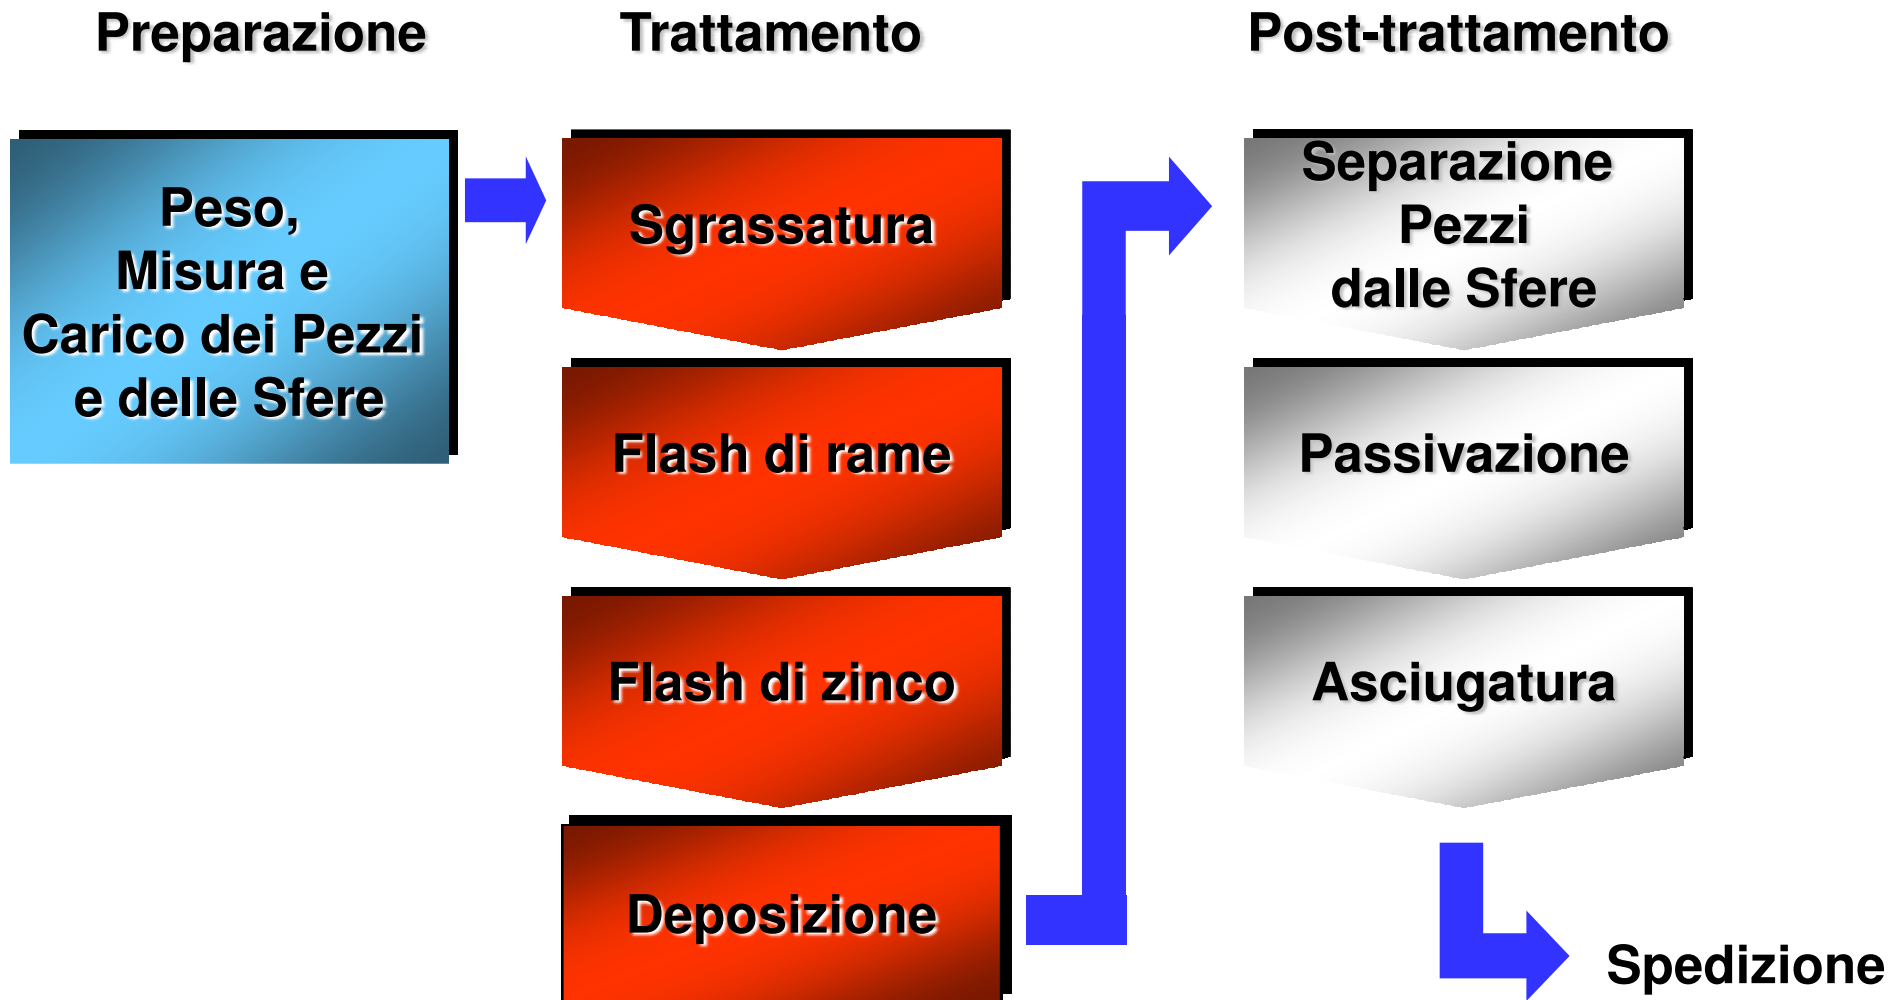 Preparazione
Trattamento
Post-trattamento
Peso,
Misura e
Carico dei Pezzi
e delle Sfere
Sgrassatura
Flash di rame
Flash di zinco
Deposizione
Separazione
Pezzi
dalle Sfere
Passivazione
Asciugatura
Spedizione